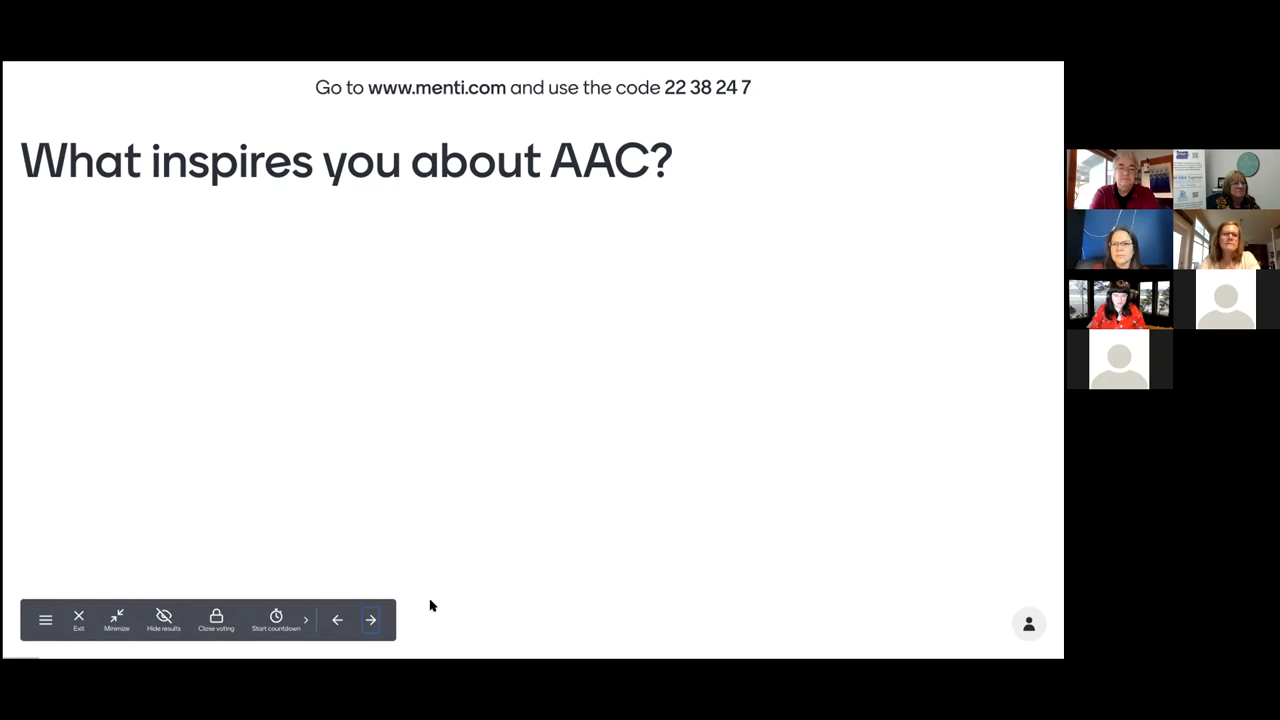 Go to www.menti.com and use the code 22 38 24 7
What inspires you about AAC?
Exit
Minimize
Hide results
Close voting
Start countdown